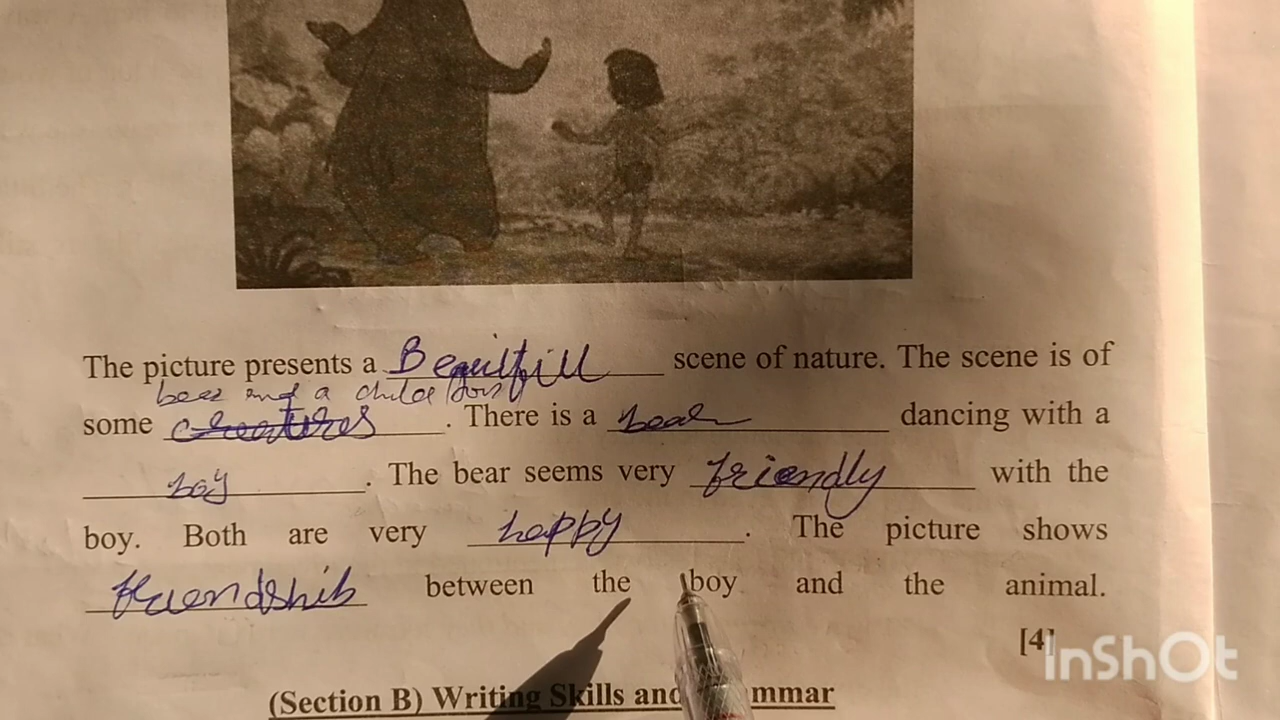 The picture presents a Beautifull scene of nature. The scene is of
bear and a child
some creatures. There is a bear dancing with a
boy. The bear seems very friendly with the
boy. Both are very happy. The picture shows
friendship between the boy and the animal.
[4]
InShOt
(Section B) Writing Skills and mmar